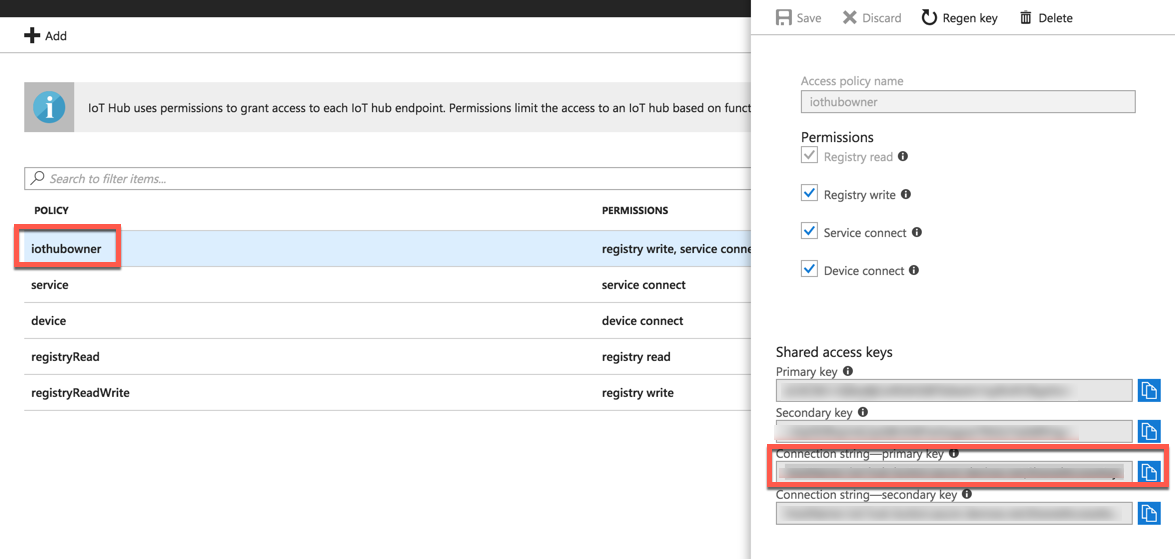 Add
IoT Hub uses permissions to grant access to each IoT hub endpoint. Permissions limit the access to an IoT hub based on funct
Search to filter items...
POLICY PERMISSIONS
iothubowner registry write, service conne
service service connect
device device connect
registryRead registry read
registryReadWrite registry write
Save Discard Regen key Delete
Access policy name
iothubowner
Permissions
Registry read
Registry write
Service connect
Device connect
Shared access keys
Primary key
Secondary key
Connection string—primary key
Connection string—secondary key